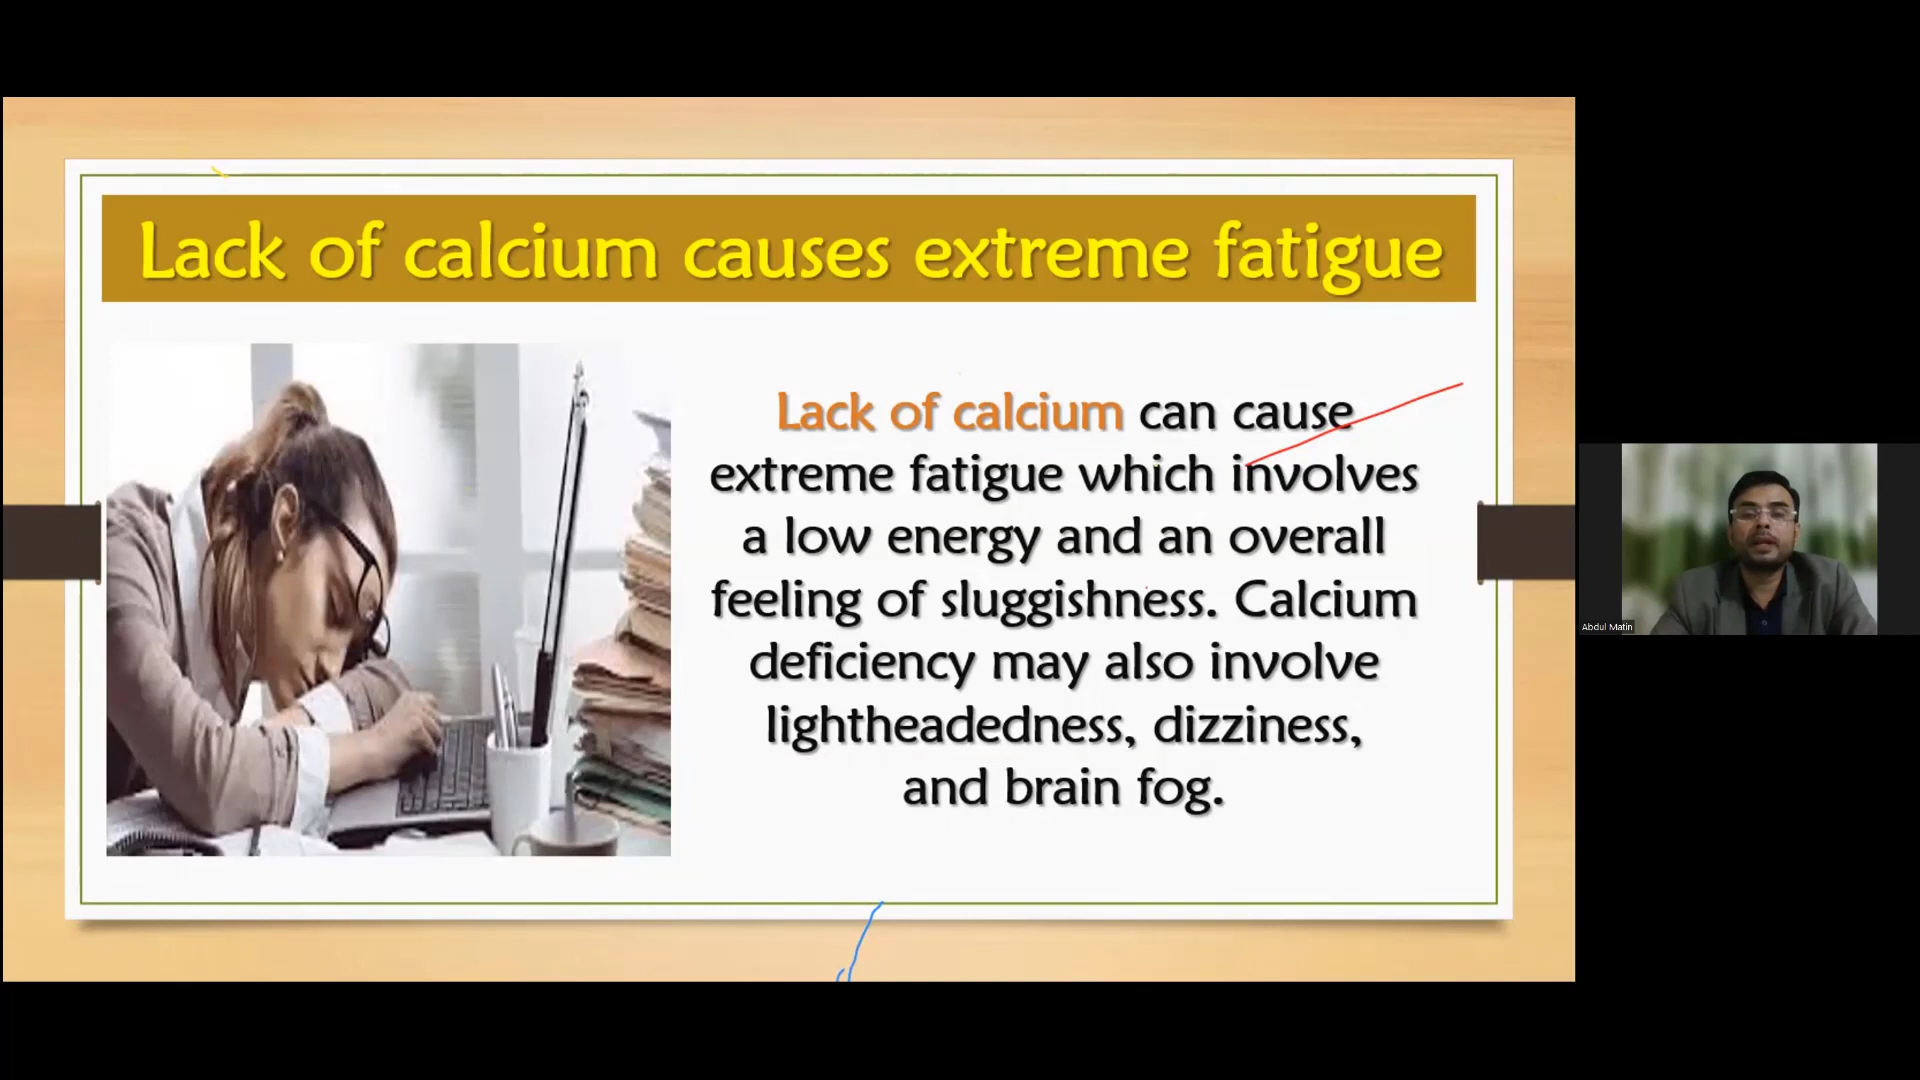 Lack of calcium causes extreme fatigue
Lack of calcium can cause
extreme fatigue which involves
a low energy and an overall
feeling of sluggishness. Calcium
deficiency may also involve
lightheadedness, dizziness,
and brain fog.
Abdul Matin